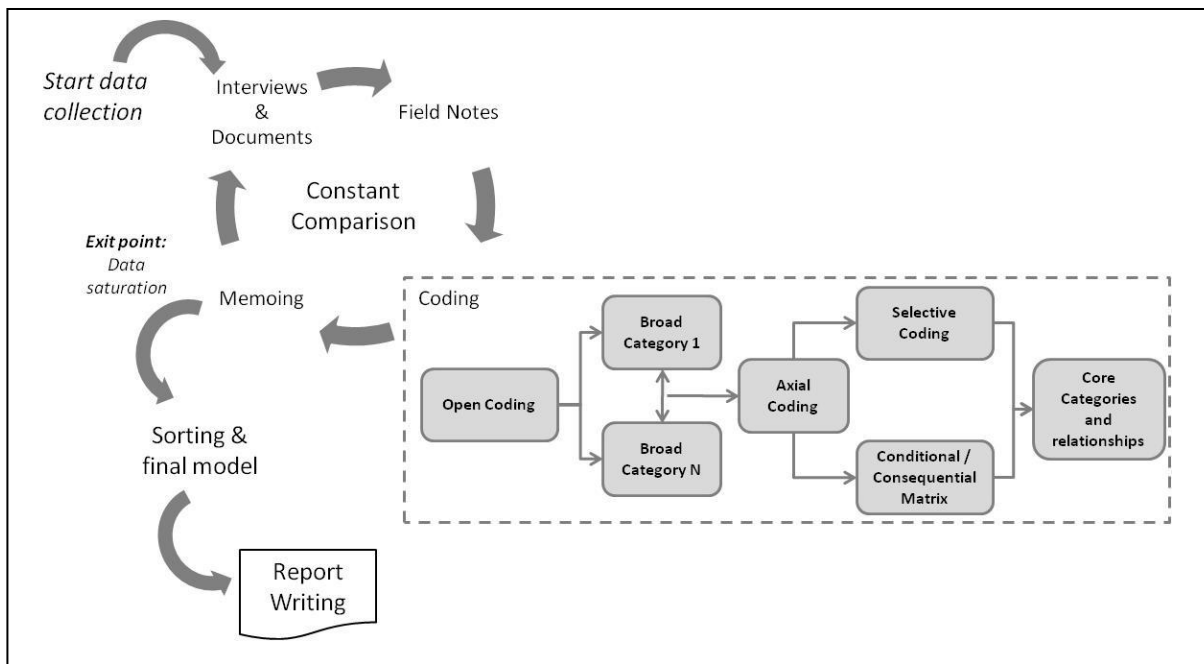 Start data
collection
Interviews
&
Documents
Field Notes
Constant
Comparison
Exit point:
Data
saturation
Memoing
Coding
Open Coding
Broad
Category 1
Broad
Category N
Axial
Coding
Selective
Coding
Conditional /
Consequential
Matrix
Core
Categories
and
relationships
Sorting &
final model
Report
Writing